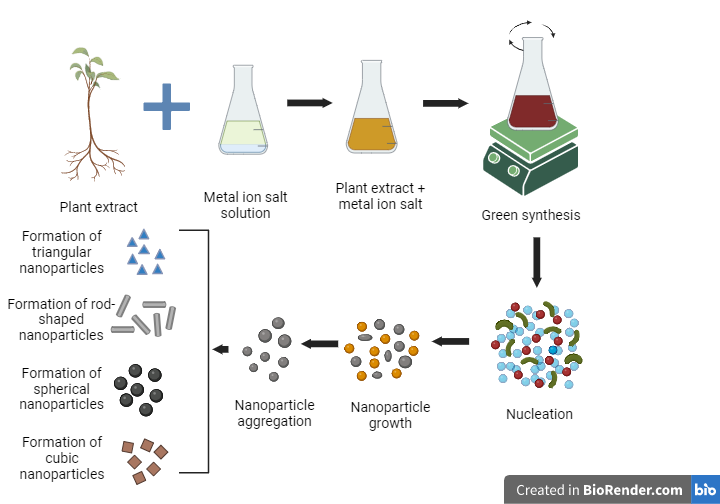 Plant extract
Metal ion salt
solution
Plant extract +
metal ion salt
Green synthesis
Formation of
triangular
nanoparticles
Formation of rod-
shaped
nanoparticles
Formation of
spherical
nanoparticles
Formation of
cubic
nanoparticles
Nanoparticle
aggregation
Nanoparticle
growth
Nucleation
Created in BioRender.com bio